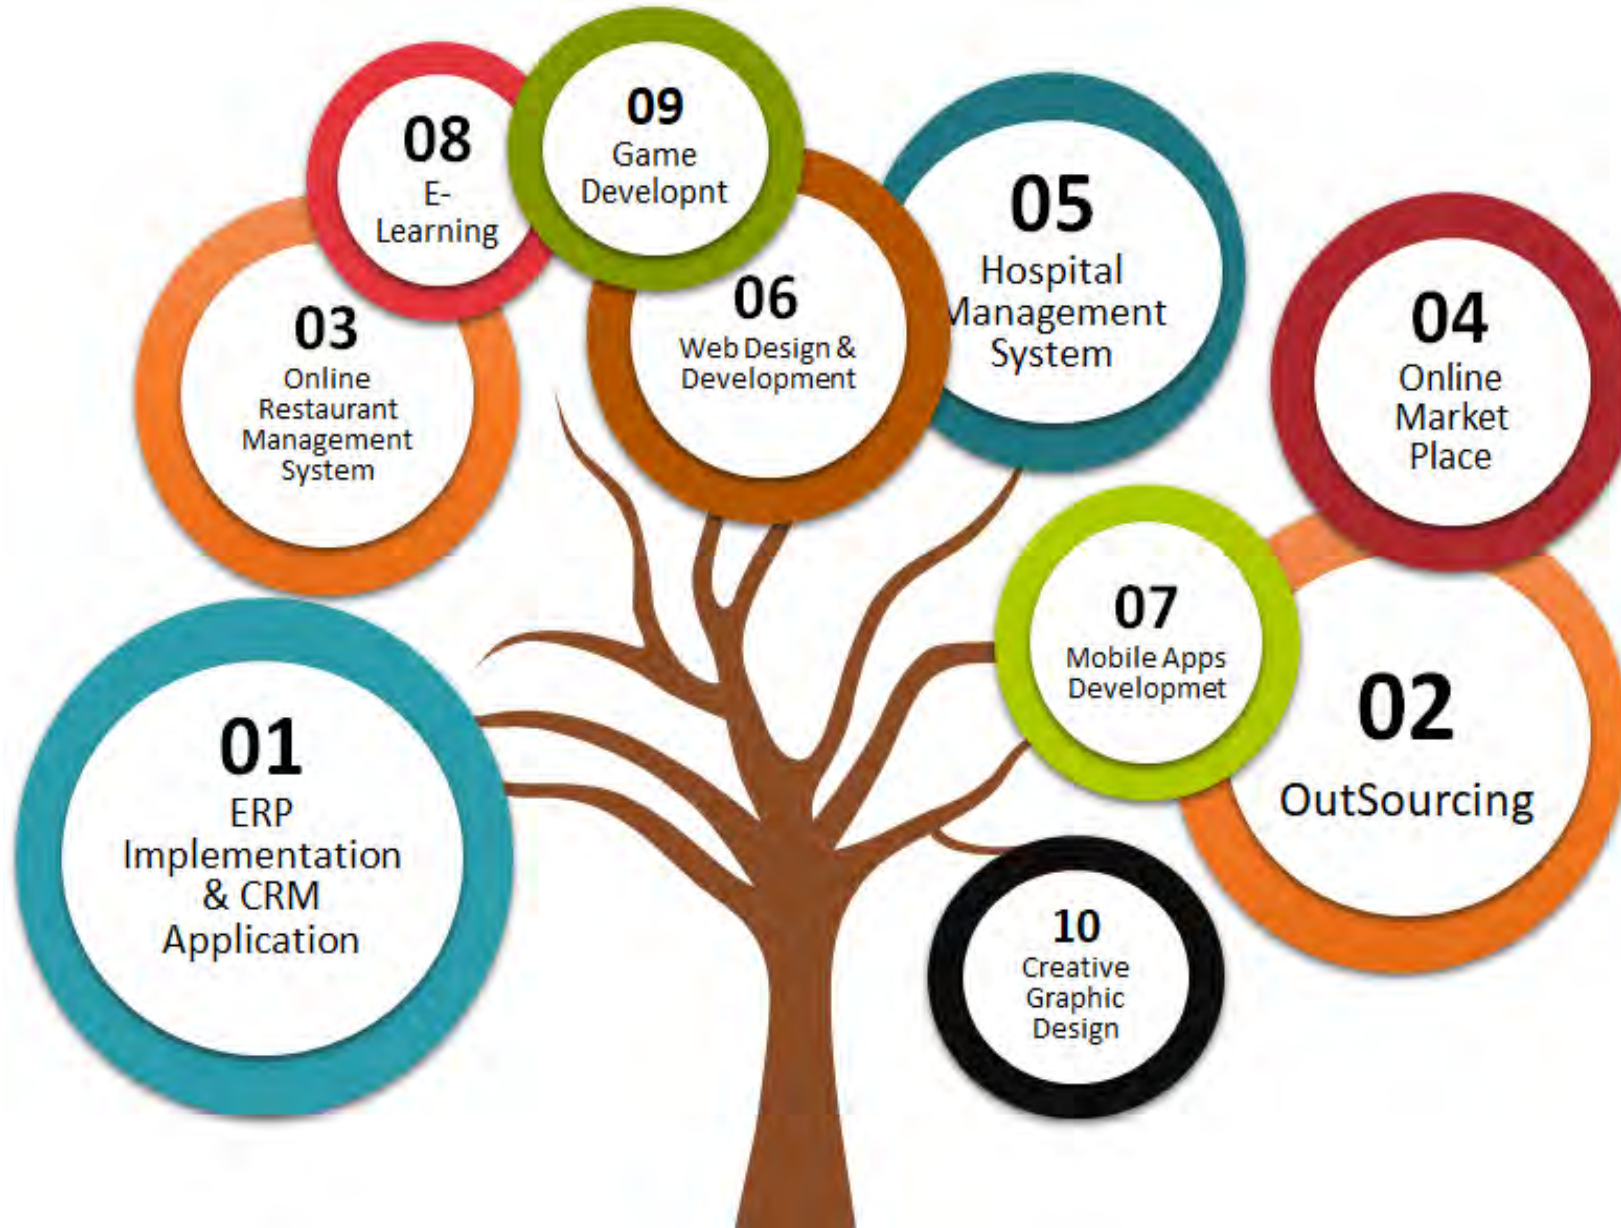 01
ERP
Implementation
& CRM
Application
02
OutSourcing
03
Online
Restaurant
Management
System
04
Online
Market
Place
05
Hospital
Management
System
06
Web Design &
Development
07
Mobile Apps
Developmet
08
E-
Learning
09
Game
Developnt
10
Creative
Graphic
Design